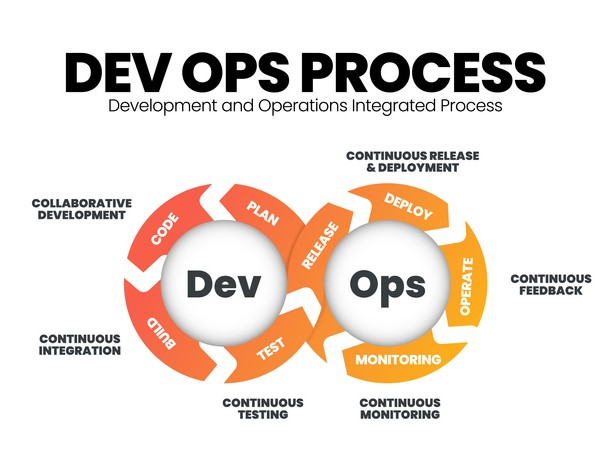 DEV OPS PROCESS
Development and Operations Integrated Process
CONTINUOUS RELEASE
& DEPLOYMENT
COLLABORATIVE
DEVELOPMENT
CODE
PLAN
RELEASE
DEPLOY
Dev
Ops
OPERATE
CONTINUOUS
FEEDBACK
BUILD
TEST
MONITORING
CONTINUOUS
INTEGRATION
CONTINUOUS
TESTING
CONTINUOUS
MONITORING